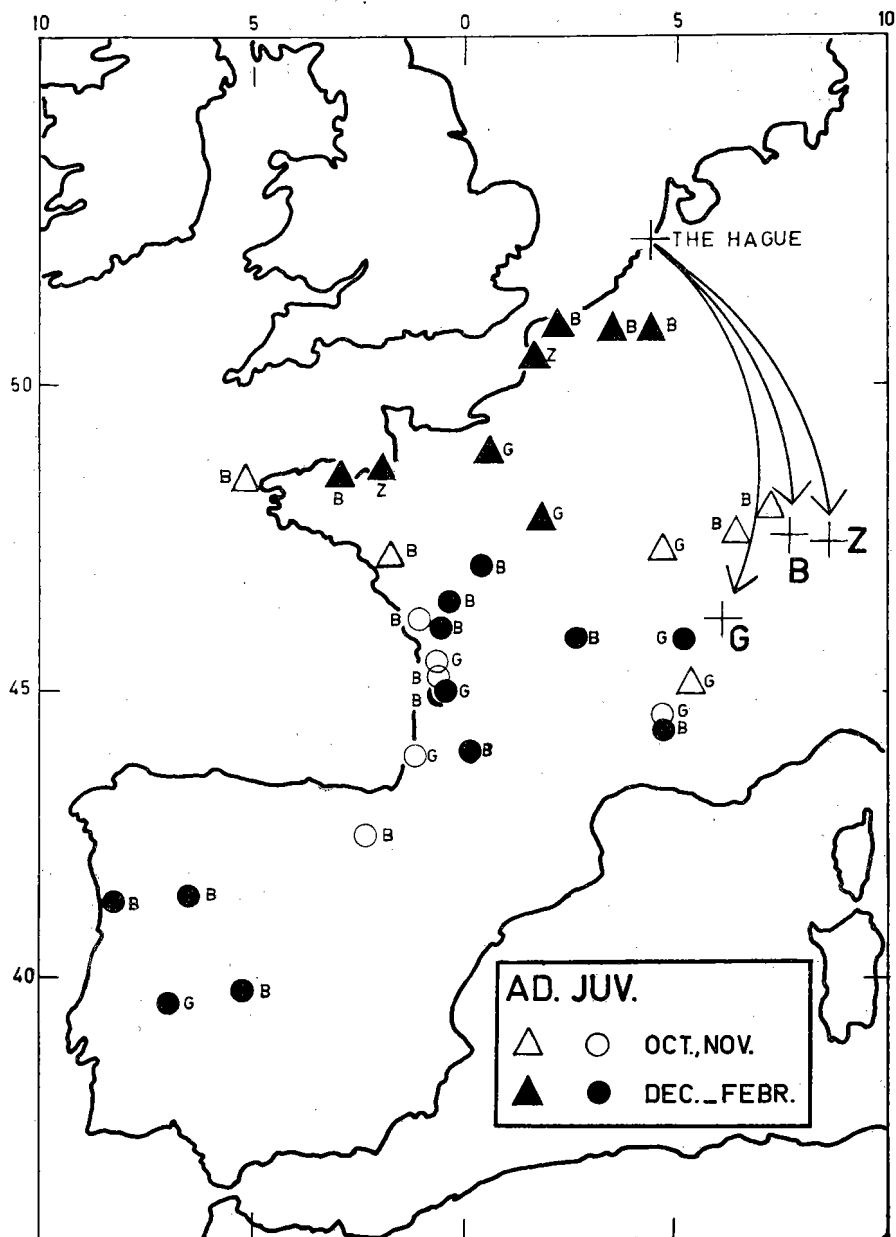 10 5 0 5 10
THE HAGUE
B B B
Z
50
G
B B Z
G
B
B
B G B Z
B
B
B B
B G G
G
B G
45 B G
G
B
G B
B
B B
G B
40
AD. JUV.
OCT., NOV.
DEC._FEBR.